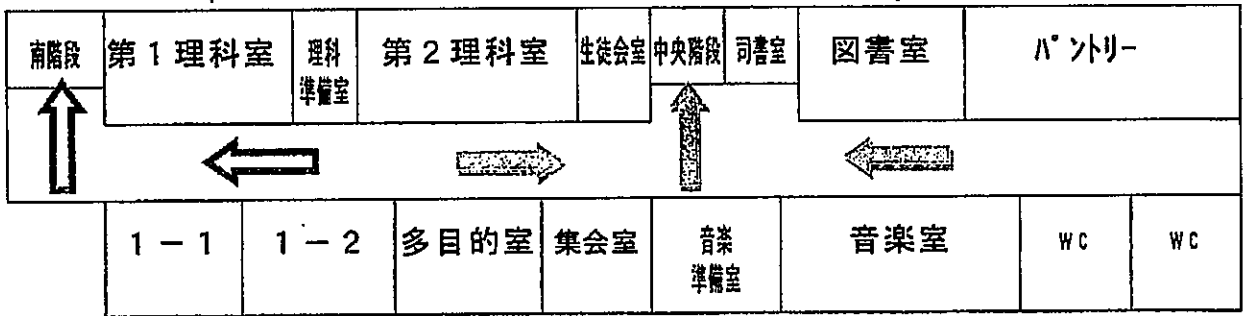 南階段
第1理科室
理科
準備室
第2理科室
生徒会室
中央階段
司書室
図書室
パントリー
1-1
1-2
多目的室
集会室
音楽
準備室
音楽室
WC
WC